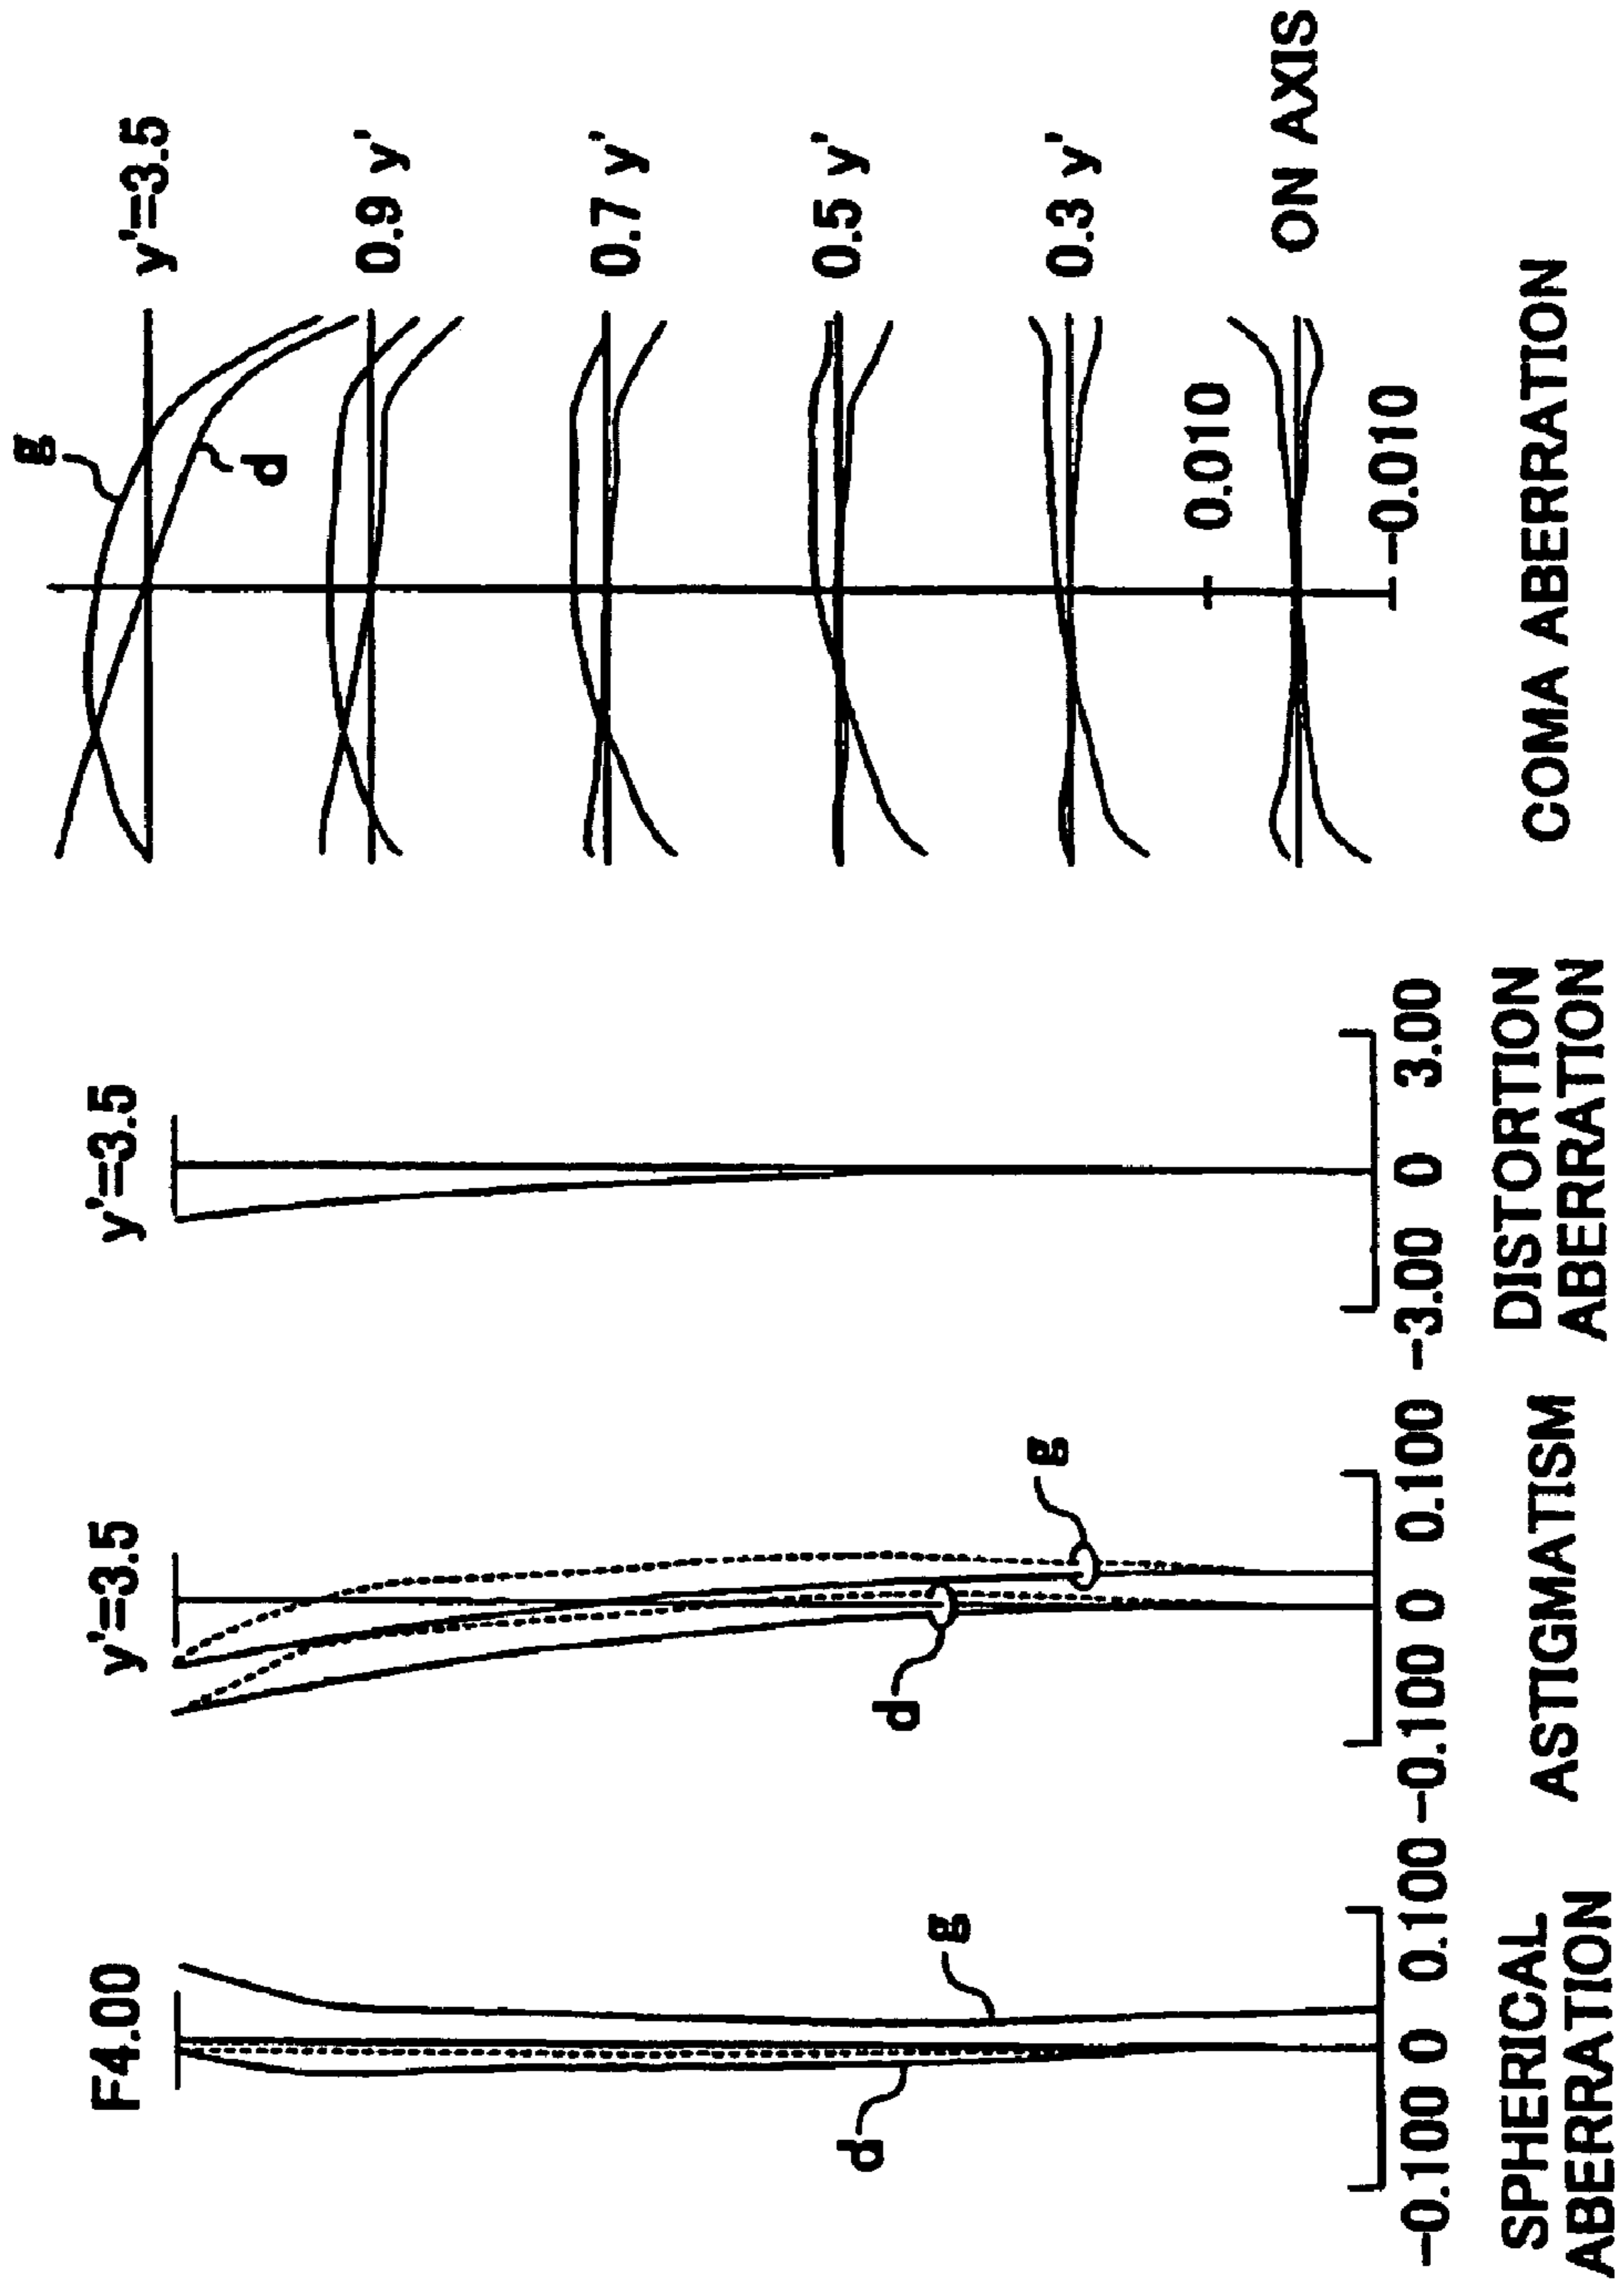 F4.00
g
d
-0.100 0 0.100
SPHERICAL
ABERRATION
y'=3.5
g
d
-0.100 0 0.100
ASTIGMATISM
y'=3.5
-3.00 0 3.00
DISTORTION
ABERRATION
g
d
y'=3.5
0.9 y'
0.7 y'
0.5 y'
0.3 y'
0.010
ON AXIS
-0.010
COMA ABERRATION